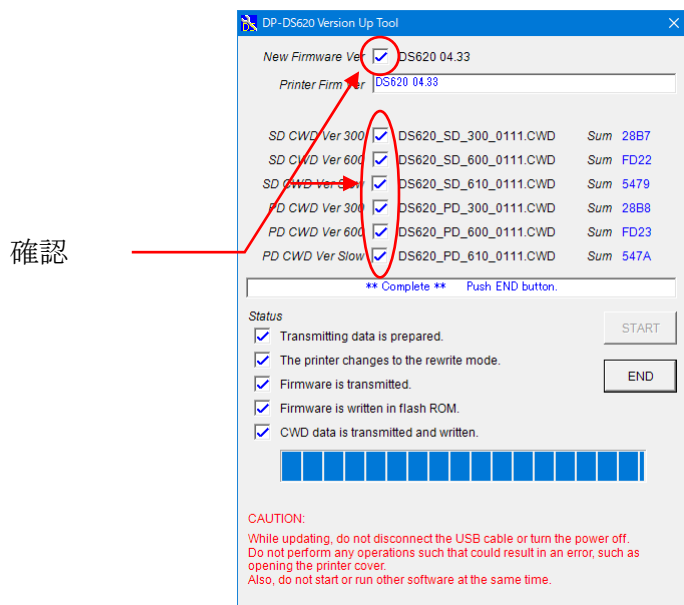 DP-DS620 Version Up Tool
New Firmware Ver DS620 04.33
Printer Firm Ver DS620 04.33
SD CWD Ver 300 DS620_SD_300_0111.CWD Sum 28B7
SD CWD Ver 600 DS620_SD_600_0111.CWD Sum FD22
SD CWD Ver Slow DS620_SD_610_0111.CWD Sum 5479
PD CWD Ver 300 DS620_PD_300_0111.CWD Sum 28B8
PD CWD Ver 600 DS620_PD_600_0111.CWD Sum FD23
確認
PD CWD Ver Slow DS620_PD_610_0111.CWD Sum 547A
** Complete ** Push END button.
Status
START
Transmitting data is prepared.
The printer changes to the rewrite mode.
END
Firmware is transmitted.
Firmware is written in flash ROM.
CWD data is transmitted and written.
CAUTION:
While updating, do not disconnect the USB cable or turn the power off.
Do not perform any operations such that could result in an error, such as
opening the printer cover.
Also, do not start or run other software at the same time.